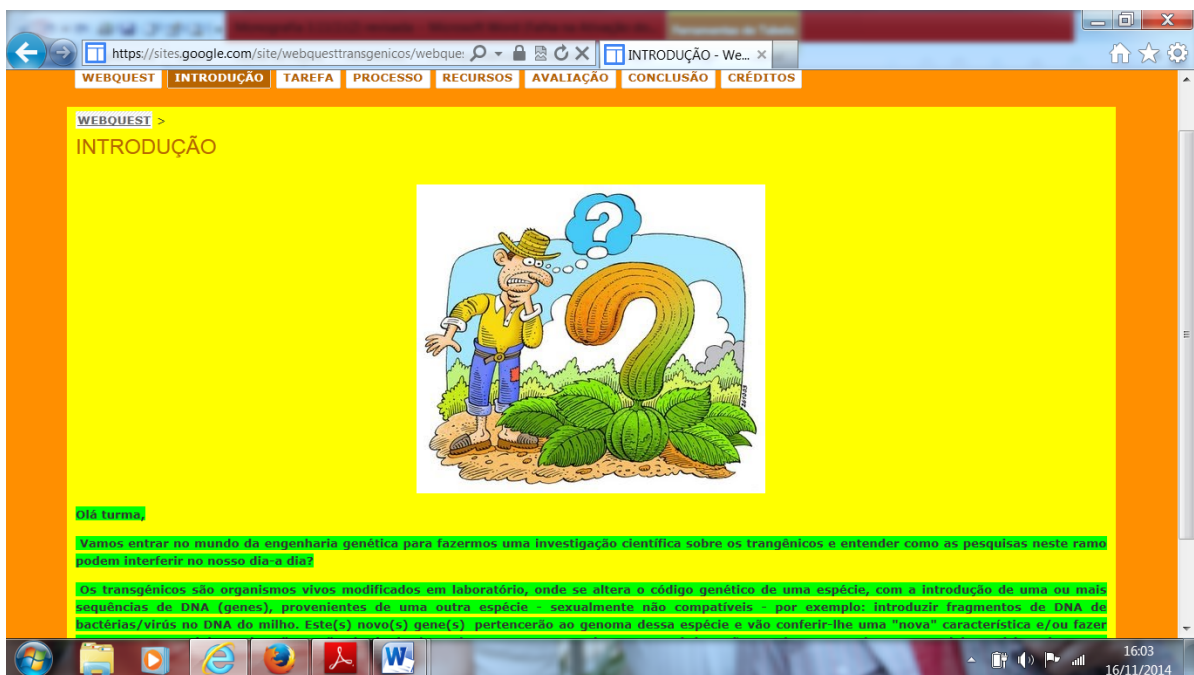 https://sites.google.com/site/webquesttransgenicos/webque:
INTRODUÇÃO - We...
WEBQUEST INTRODUÇÃO TAREFA PROCESSO RECURSOS AVALIAÇÃO CONCLUSÃO CRÉDITOS
WEBQUEST >
INTRODUÇÃO
?
Olá turma,
Vamos entrar no mundo da engenharia genética para fazermos uma investigação científica sobre os trangênicos e entender como as pesquisas neste ramo
podem interferir no nosso dia-a dia?
Os transgénicos são organismos vivos modificados em laboratório, onde se altera o código genético de uma espécie, com a introdução de uma ou mais
sequências de DNA (genes), provenientes de uma outra espécie - sexualmente não compatíveis - por exemplo: introduzir fragmentos de DNA de
bactérias/virús no DNA do milho. Este(s) novo(s) gene(s) pertencerão ao genoma dessa espécie e vão conferir-lhe uma "nova" característica e/ou fazer
16:03
16/11/2014